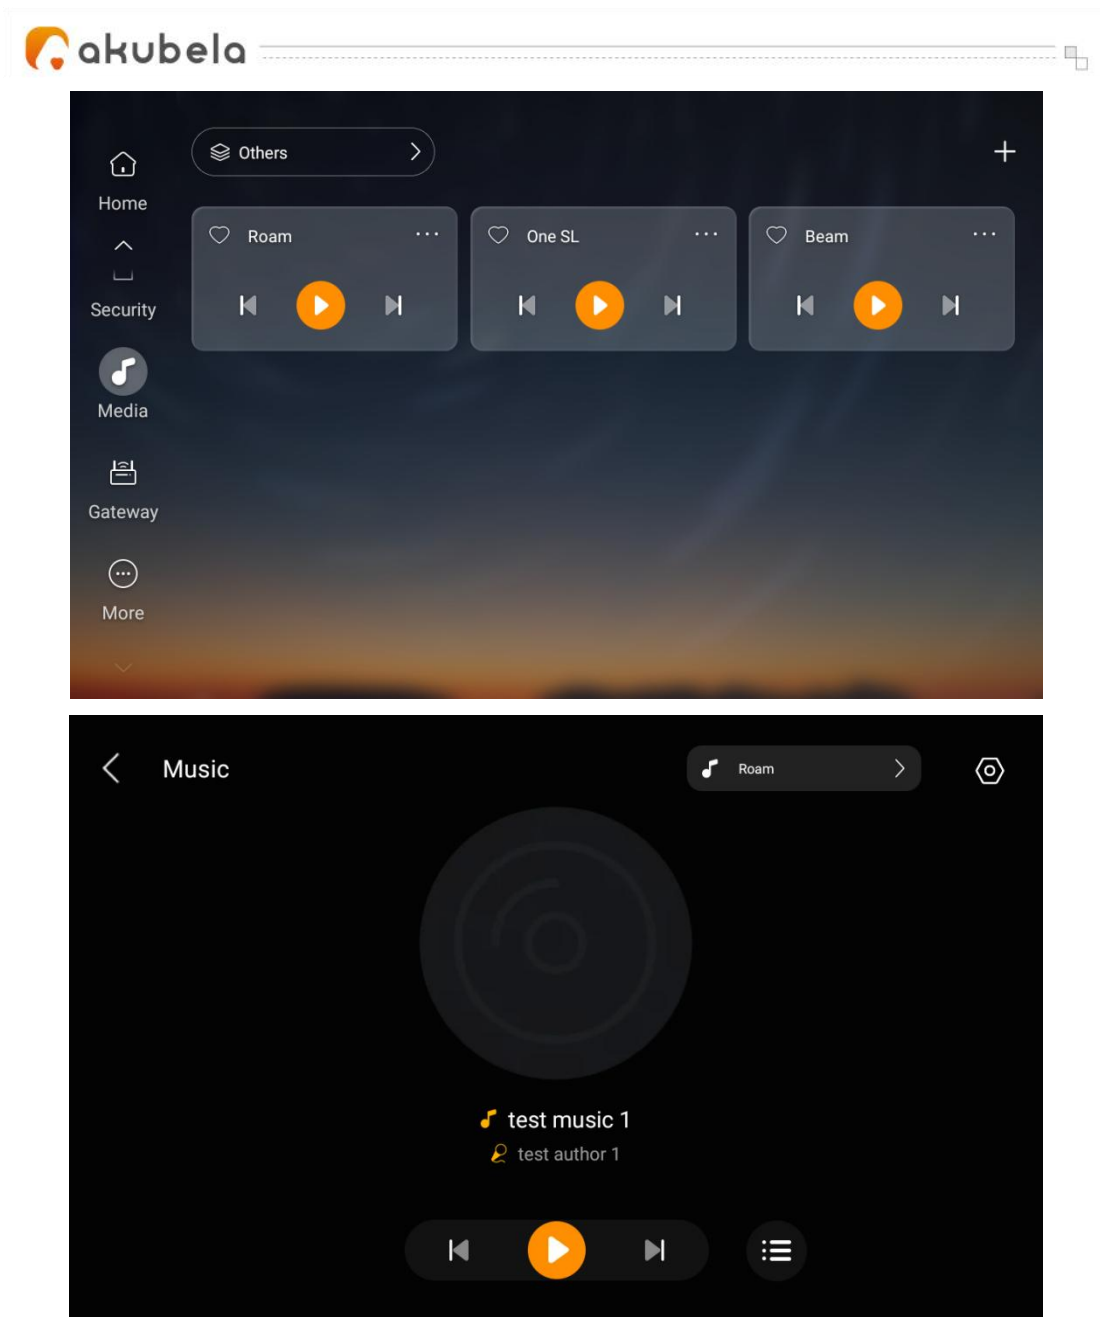 akubela
Others
Home
Roam
One SL
Beam
Security
Media
Gateway
More
Music
Roam
test music 1
test author 1